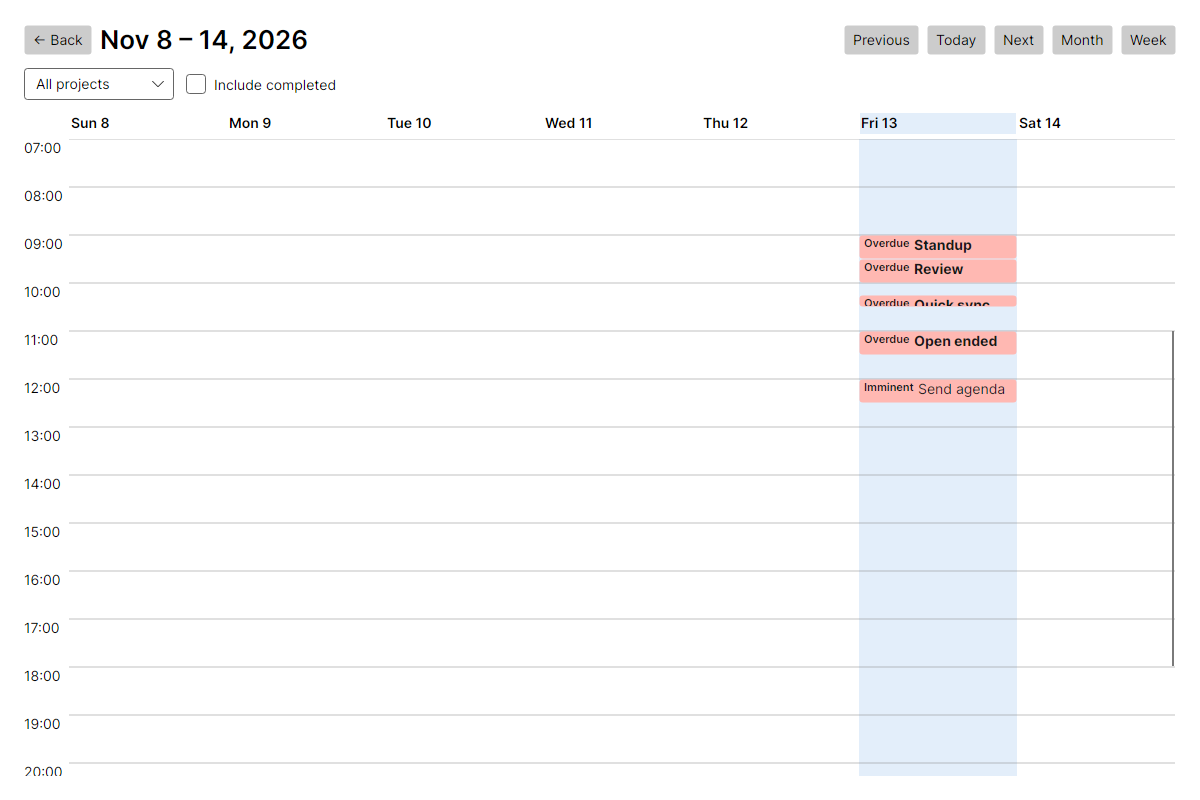 ← Back Nov 8 – 14, 2026 Previous Today Next Month Week
All projects Include completed
Sun 8 Mon 9 Tue 10 Wed 11 Thu 12 Fri 13 Sat 14
07:00
08:00
09:00 Overdue Standup
Overdue Review
10:00
Overdue Quick sync
11:00 Overdue Open ended
12:00 Imminent Send agenda
13:00
14:00
15:00
16:00
17:00
18:00
19:00
20:00